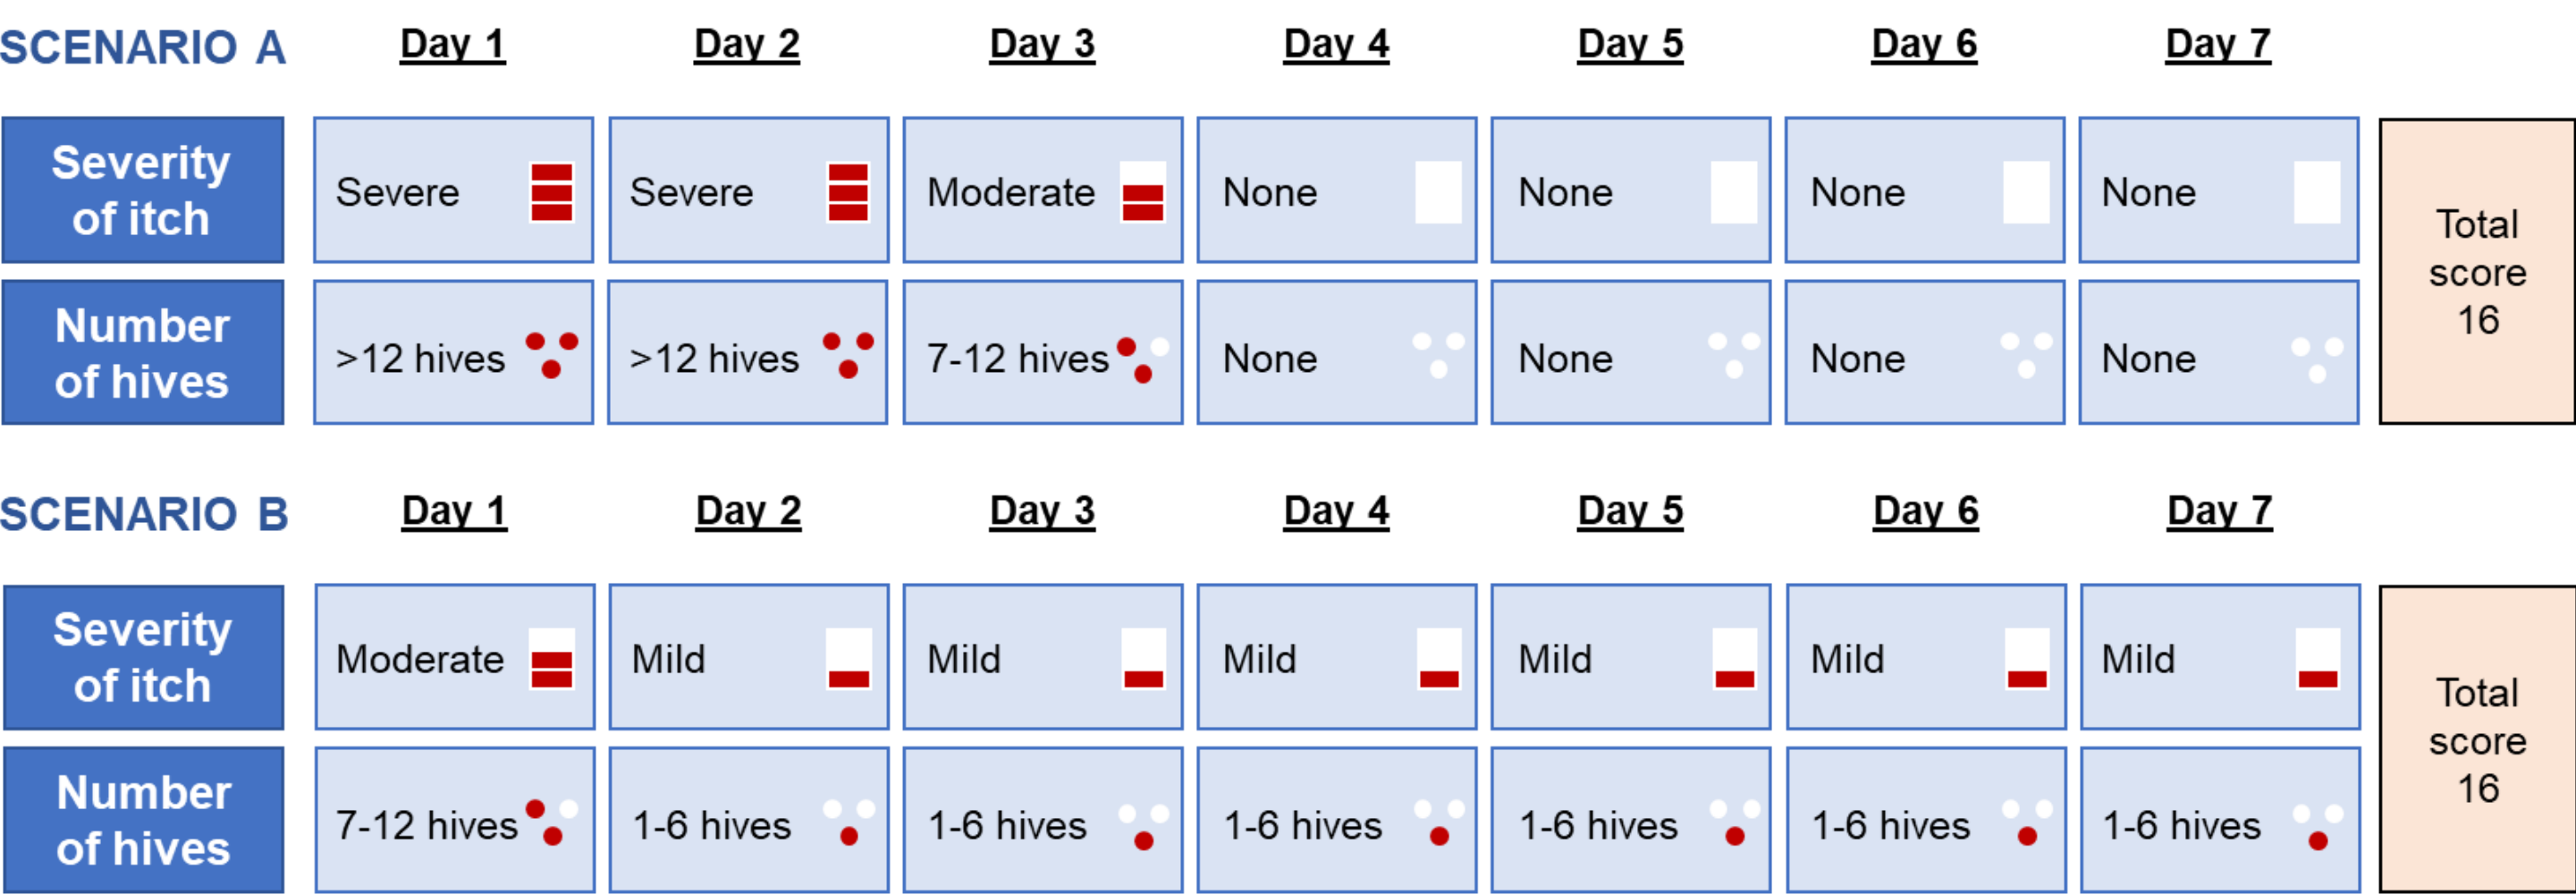 SCENARIO A Day 1 Day 2 Day 3 Day 4 Day 5 Day 6 Day 7
Severity
of itch
Severe Severe Moderate None None None None
Number
of hives
>12 hives >12 hives 7-12 hives None None None None
Total
score
16
SCENARIO B Day 1 Day 2 Day 3 Day 4 Day 5 Day 6 Day 7
Severity
of itch
Moderate Mild Mild Mild Mild Mild Mild
Number
of hives
7-12 hives 1-6 hives 1-6 hives 1-6 hives 1-6 hives 1-6 hives 1-6 hives
Total
score
16